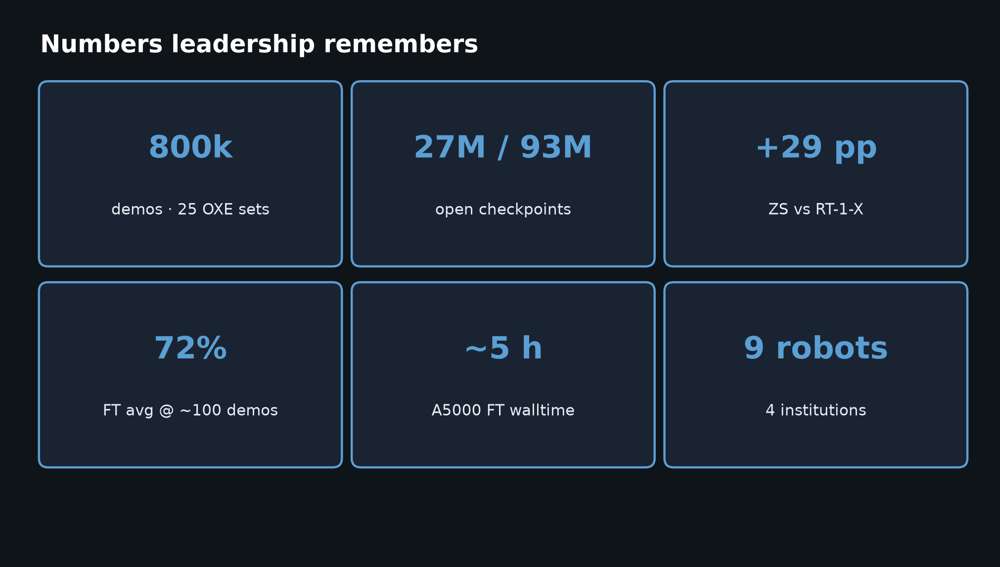 Numbers leadership remembers
800k
demos · 25 OXE sets
27M / 93M
open checkpoints
+29 pp
ZS vs RT-1-X
72%
FT avg @ ~100 demos
~5 h
A5000 FT walltime
9 robots
4 institutions